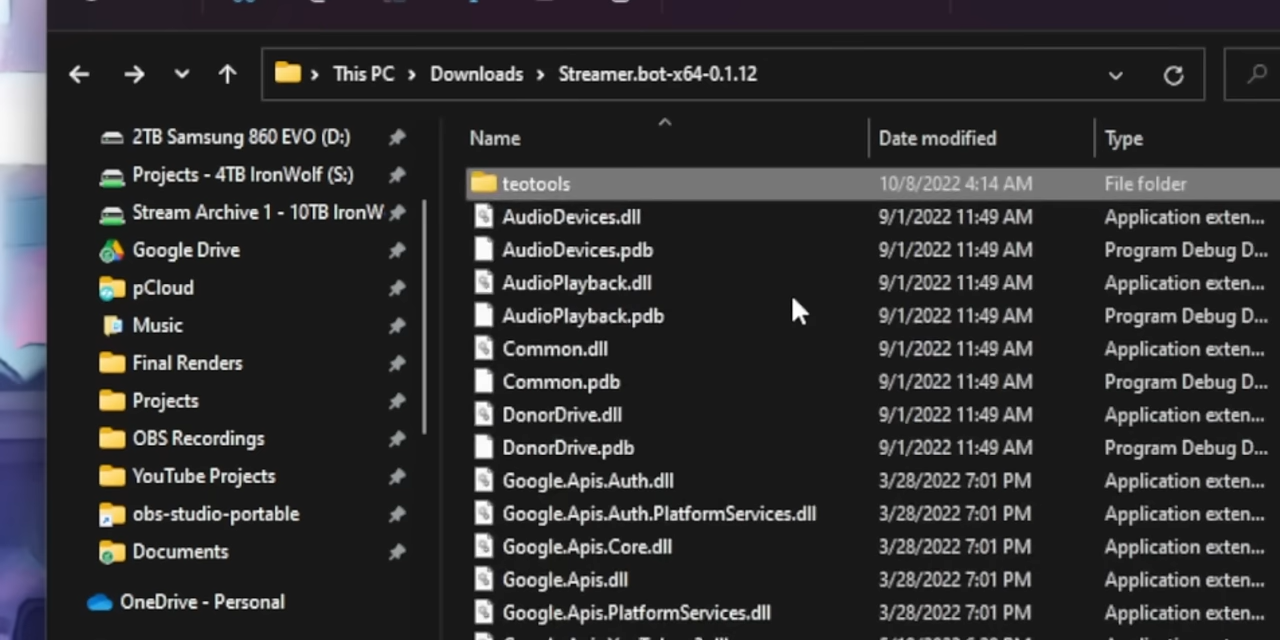 This PC > Downloads > Streamer.bot-x64-0.1.12
2TB Samsung 860 EVO (D:)
Projects - 4TB IronWolf (S:)
Stream Archive 1 - 10TB IronW
Google Drive
pCloud
Music
Final Renders
Projects
OBS Recordings
YouTube Projects
obs-studio-portable
Documents
OneDrive - Personal
Name Date modified Type
teotools 10/8/2022 4:14 AM File folder
AudioDevices.dll 9/1/2022 11:49 AM Application exten...
AudioDevices.pdb 9/1/2022 11:49 AM Program Debug D...
AudioPlayback.dll 9/1/2022 11:49 AM Application exten...
AudioPlayback.pdb 9/1/2022 11:49 AM Program Debug D...
Common.dll 9/1/2022 11:49 AM Application exten...
Common.pdb 9/1/2022 11:49 AM Program Debug D...
DonorDrive.dll 9/1/2022 11:49 AM Application exten...
DonorDrive.pdb 9/1/2022 11:49 AM Program Debug D...
Google.Apis.Auth.dll 3/28/2022 7:01 PM Application exten...
Google.Apis.Auth.PlatformServices.dll 3/28/2022 7:01 PM Application exten...
Google.Apis.Core.dll 3/28/2022 7:01 PM Application exten...
Google.Apis.dll 3/28/2022 7:01 PM Application exten...
Google.Apis.PlatformServices.dll 3/28/2022 7:01 PM Application exten...